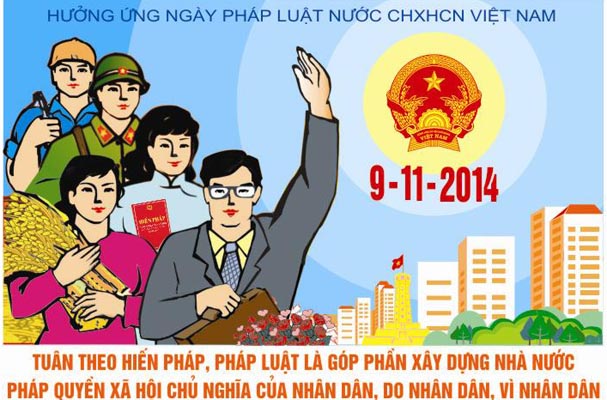 HƯỞNG ỨNG NGÀY PHÁP LUẬT NƯỚC CHXHCN VIỆT NAM
VIỆT NAM
9-11-2014
HIẾN PHÁP
TUÂN THEO HIẾN PHÁP, PHÁP LUẬT LÀ GÓP PHẦN XÂY DỰNG NHÀ NƯỚC
PHÁP QUYỀN XÃ HỘI CHỦ NGHĨA CỦA NHÂN DÂN, DO NHÂN DÂN, VÌ NHÂN DÂN